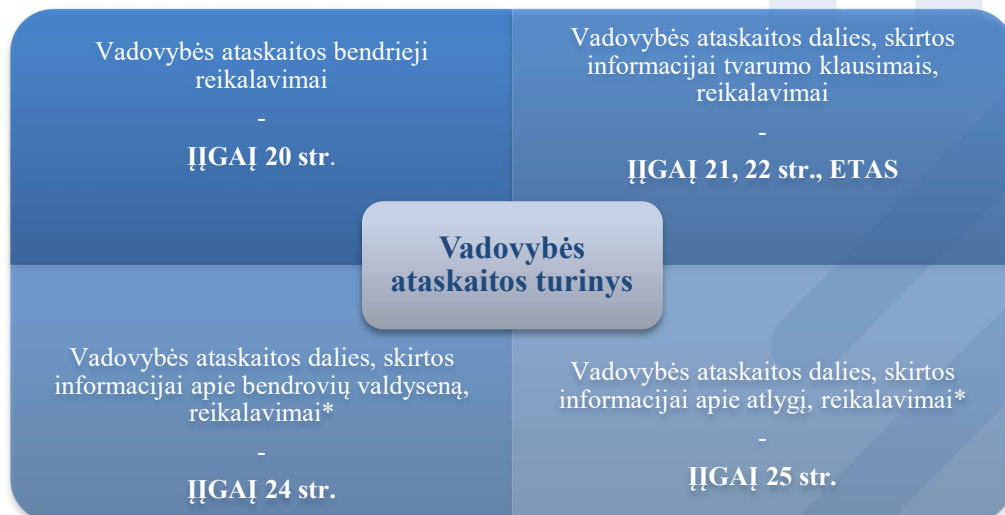 Vadovybės ataskaitos bendrieji
reikalavimai
-
ĮĮGAĮ 20 str.
Vadovybės ataskaitos dalies, skirtos
informacijai tvarumo klausimais,
reikalavimai
-
ĮĮGAĮ 21, 22 str., ETAS
Vadovybės
ataskaitos turinys
Vadovybės ataskaitos dalies, skirtos
informacijai apie bendrovių valdyseną,
reikalavimai*
-
ĮĮGAĮ 24 str.
Vadovybės ataskaitos dalies, skirtos
informacijai apie atlygį, reikalavimai*
-
ĮĮGAĮ 25 str.